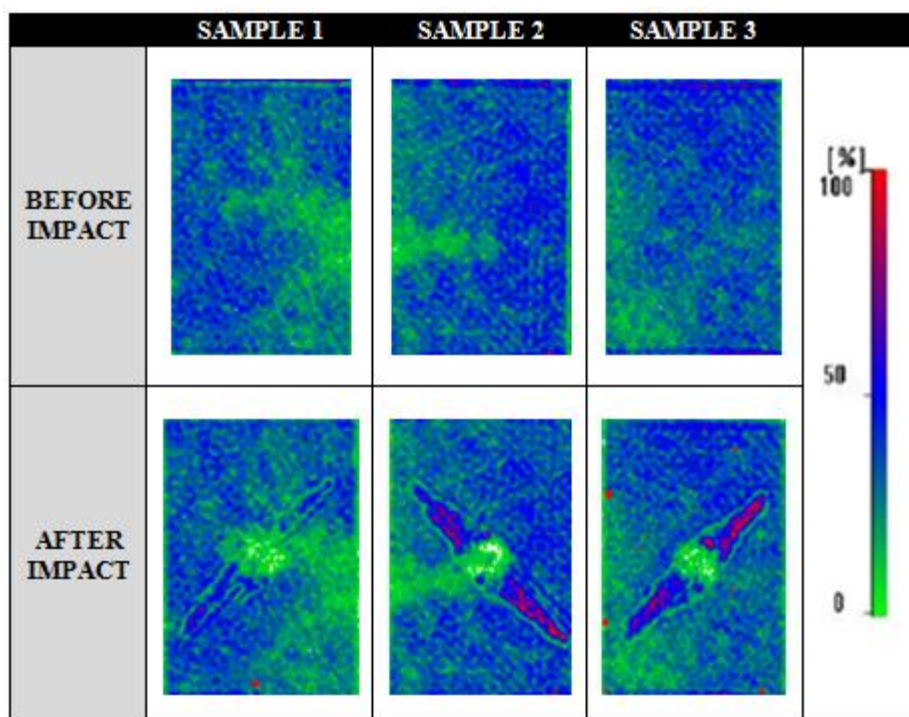 SAMPLE 1 SAMPLE 2 SAMPLE 3
BEFORE
IMPACT
[%]
100
50
0
AFTER
IMPACT